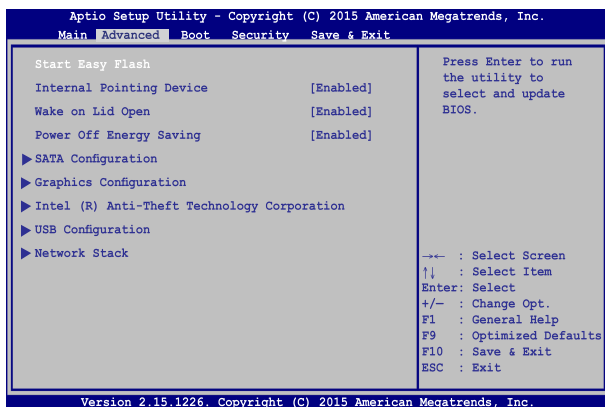 Aptio Setup Utility - Copyright (C) 2015 American Megatrends, Inc.
Main Advanced Boot Security Save & Exit
Start Easy Flash
Internal Pointing Device [Enabled]
Wake on Lid Open [Enabled]
Power Off Energy Saving [Enabled]
SATA Configuration
Graphics Configuration
Intel (R) Anti-Theft Technology Corporation
USB Configuration
Network Stack
Press Enter to run
the utility to
select and update
BIOS.
→← : Select Screen
↑↓ : Select Item
Enter: Select
+/— : Change Opt.
F1 : General Help
F9 : Optimized Defaults
F10 : Save & Exit
ESC : Exit
Version 2.15.1226. Copyright (C) 2015 American Megatrends, Inc.